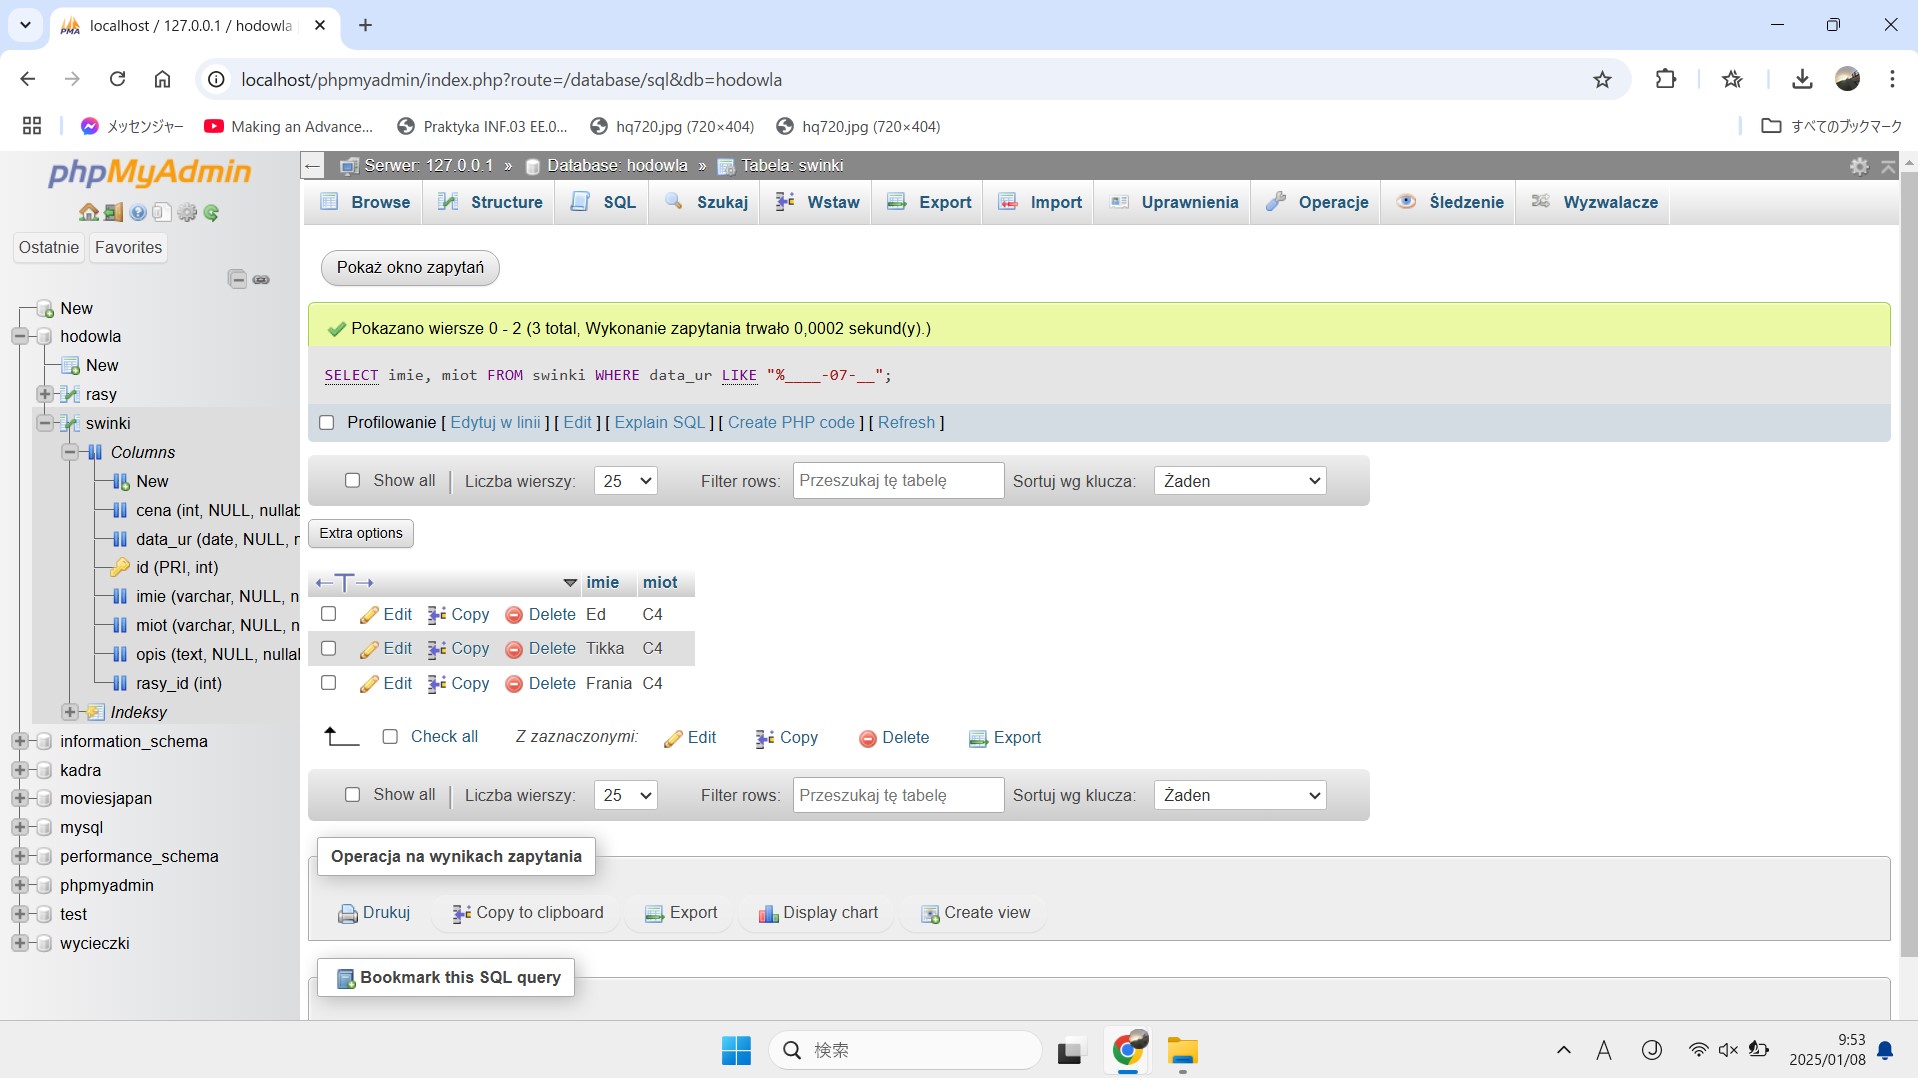 localhost / 127.0.0.1 / hodowla
localhost/phpmyadmin/index.php?route=/database/sql&db=hodowla
メッセンジャー
Making an Advance...
Praktyka INF.03 EE.0...
hq720.jpg (720×404)
hq720.jpg (720×404)
すべてのブックマーク
phpMyAdmin
Ostatnie
Favorites
New
hodowla
New
rasy
swinki
Columns
New
cena (int, NULL, nullab
data_ur (date, NULL, n
id (PRI, int)
imie (varchar, NULL, n
miot (varchar, NULL, n
opis (text, NULL, nullal
rasy_id (int)
Indeksy
information_schema
kadra
moviesjapan
mysql
performance_schema
phpmyadmin
test
wycieczki
Serwer: 127.0.0.1 » Database: hodowla » Tabela: swinki
Browse
Structure
SQL
Szukaj
Wstaw
Export
Import
Uprawnienia
Operacje
Śledzenie
Wyzwalacze
Pokaż okno zapytań
Pokazano wiersze 0 - 2 (3 total, Wykonanie zapytania trwało 0,0002 sekund(y).)
SELECT imie, miot FROM swinki WHERE data_ur LIKE "%____-07-__";
Profilowanie [ Edytuj w linii ] [ Edit ] [ Explain SQL ] [ Create PHP code ] [ Refresh ]
Show all | Liczba wierszy: 25 Filter rows: Przeszukaj tę tabelę Sortuj wg klucza: Żaden
Extra options
←T→ imie miot
Edit Copy Delete Ed C4
Edit Copy Delete Tikka C4
Edit Copy Delete Frania C4
Check all Z zaznaczonymi: Edit Copy Delete Export
Show all | Liczba wierszy: 25 Filter rows: Przeszukaj tę tabelę Sortuj wg klucza: Żaden
Operacja na wynikach zapytania
Drukuj Copy to clipboard Export Display chart Create view
Bookmark this SQL query
検索
A
9:53
2025/01/08